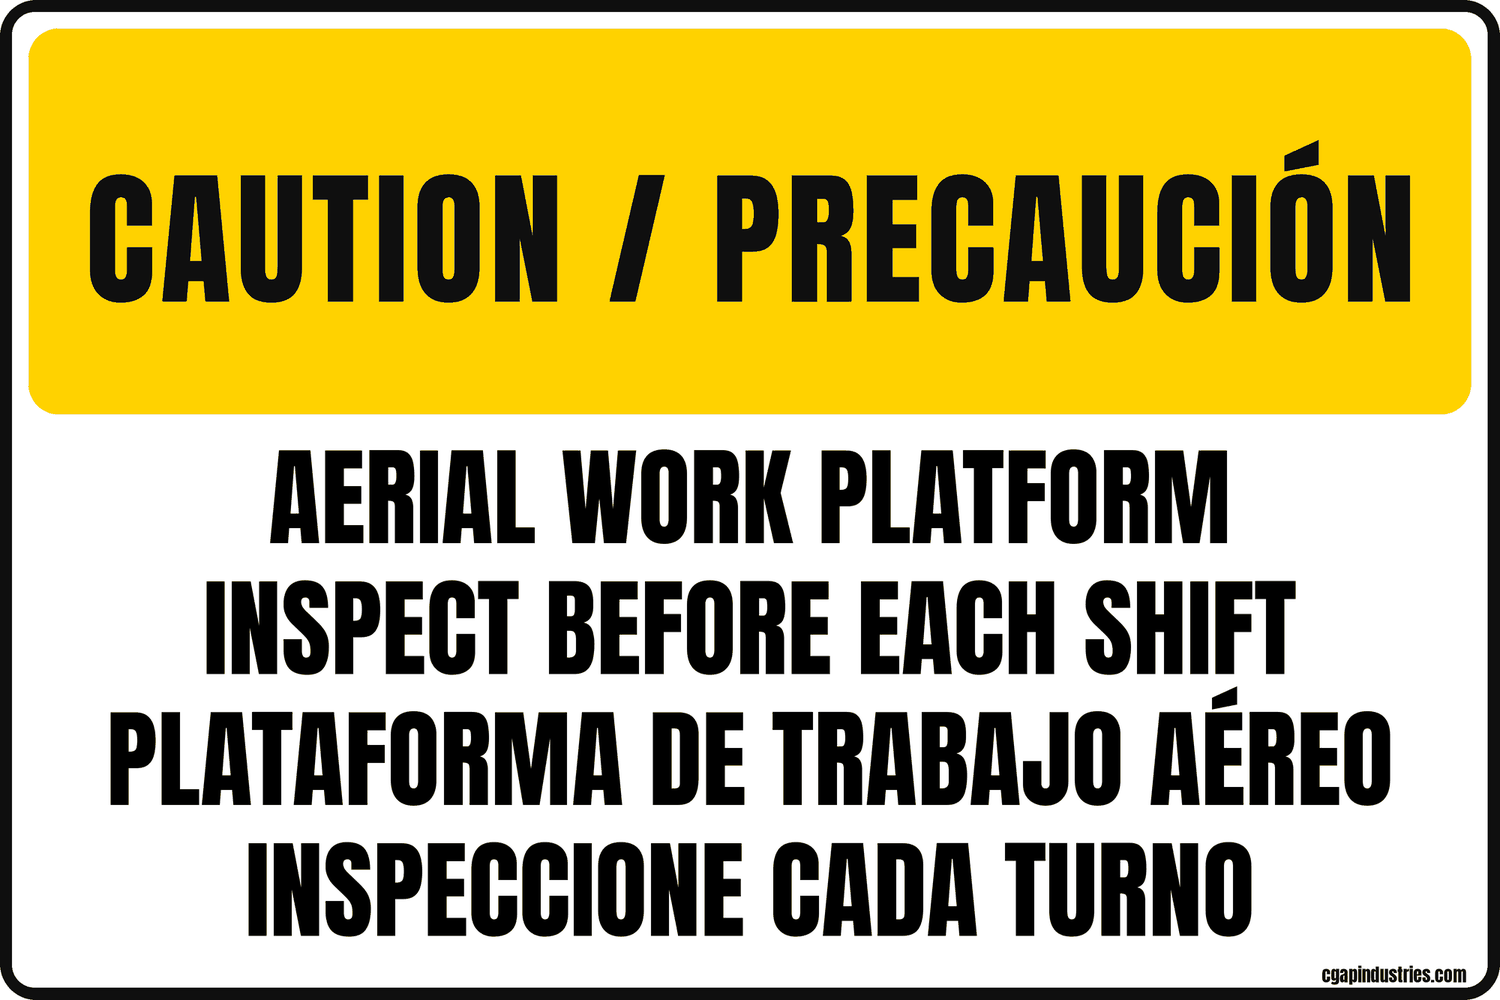 CAUTION / PRECAUCIÓN
AERIAL WORK PLATFORM
INSPECT BEFORE EACH SHIFT
PLATAFORMA DE TRABAJO AÉREO
INSPECCIONE CADA TURNO
cgapindustries.com